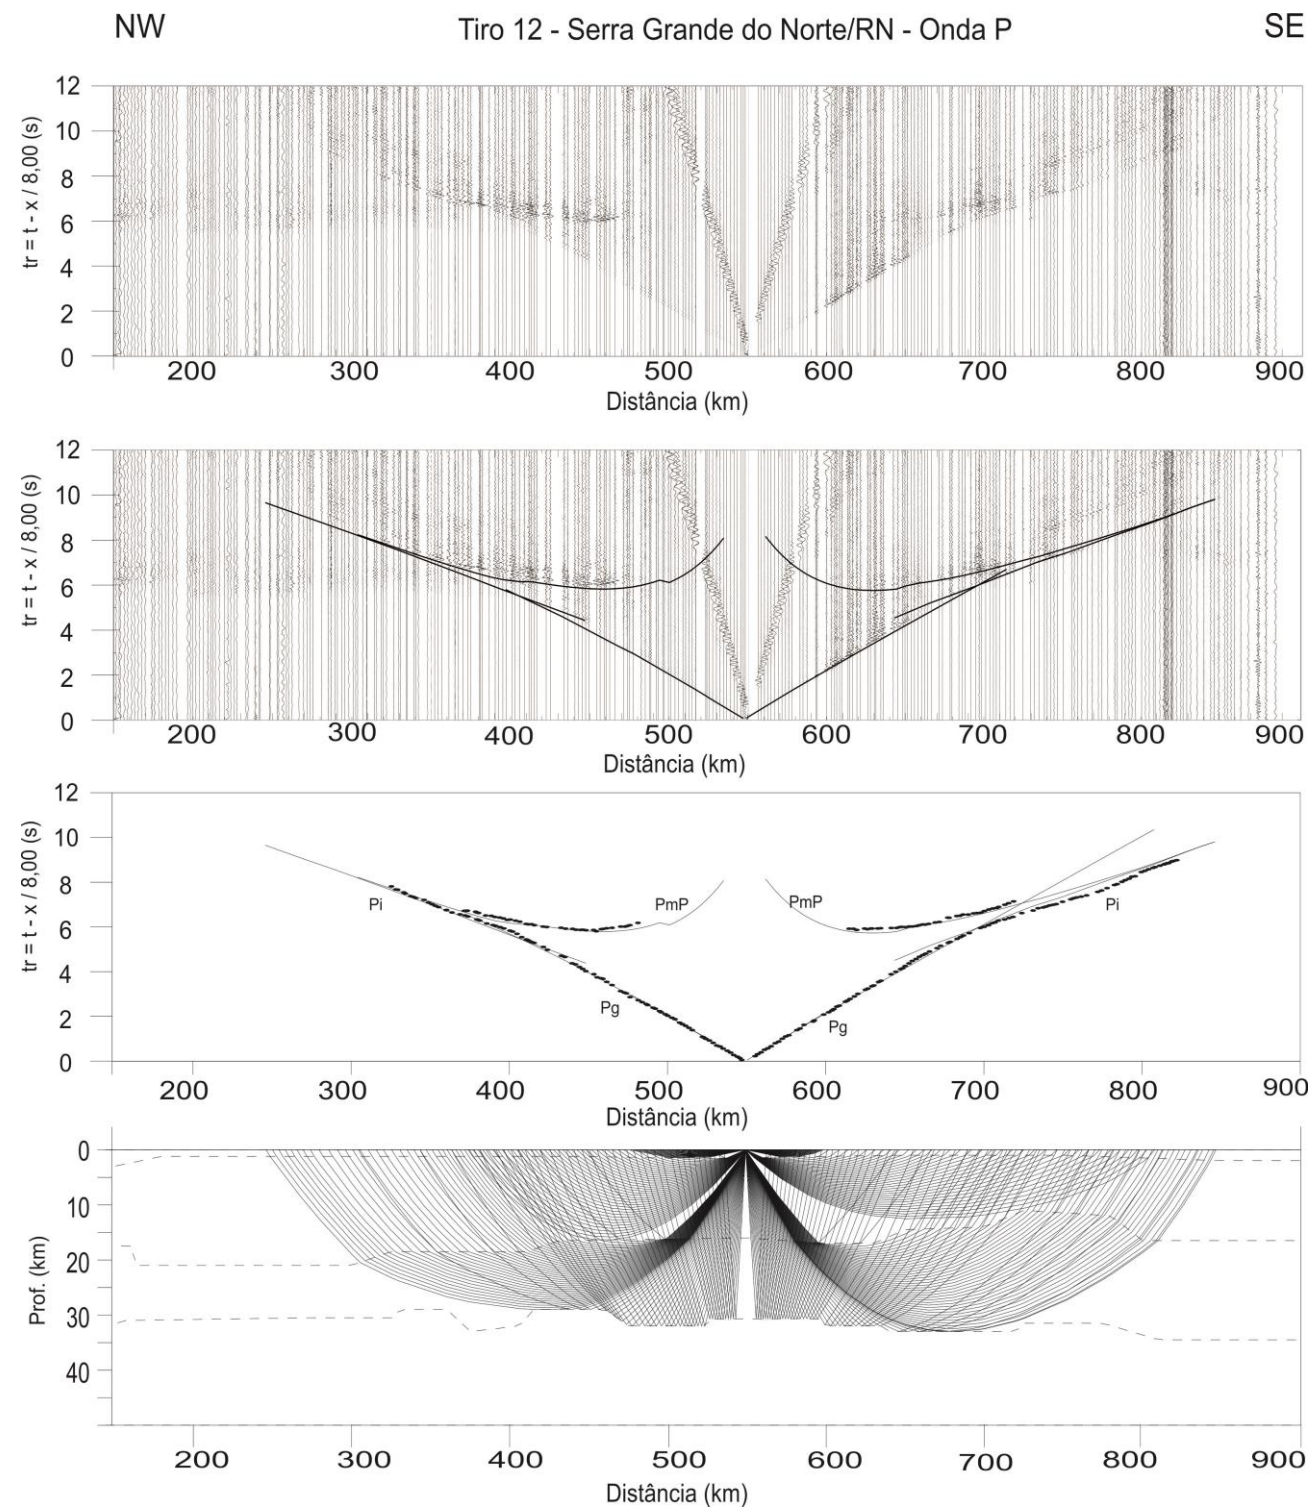 NW Tiro 12 - Serra Grande do Norte/RN - Onda P SE
12
10
8
6
4
2
0
tr = t - x / 8,00 (s)
200 300 400 500 600 700 800 900
Distância (km)
12
10
8
6
4
2
0
tr = t - x / 8,00 (s)
200 300 400 500 600 700 800 900
Distância (km)
12
10
8
6
4
2
0
tr = t - x / 8,00 (s)
Pi PmP PmP Pi
Pg Pg
200 300 400 500 600 700 800 900
Distância (km)
0
10
20
30
40
Prof. (km)
200 300 400 500 600 700 800 900
Distância (km)